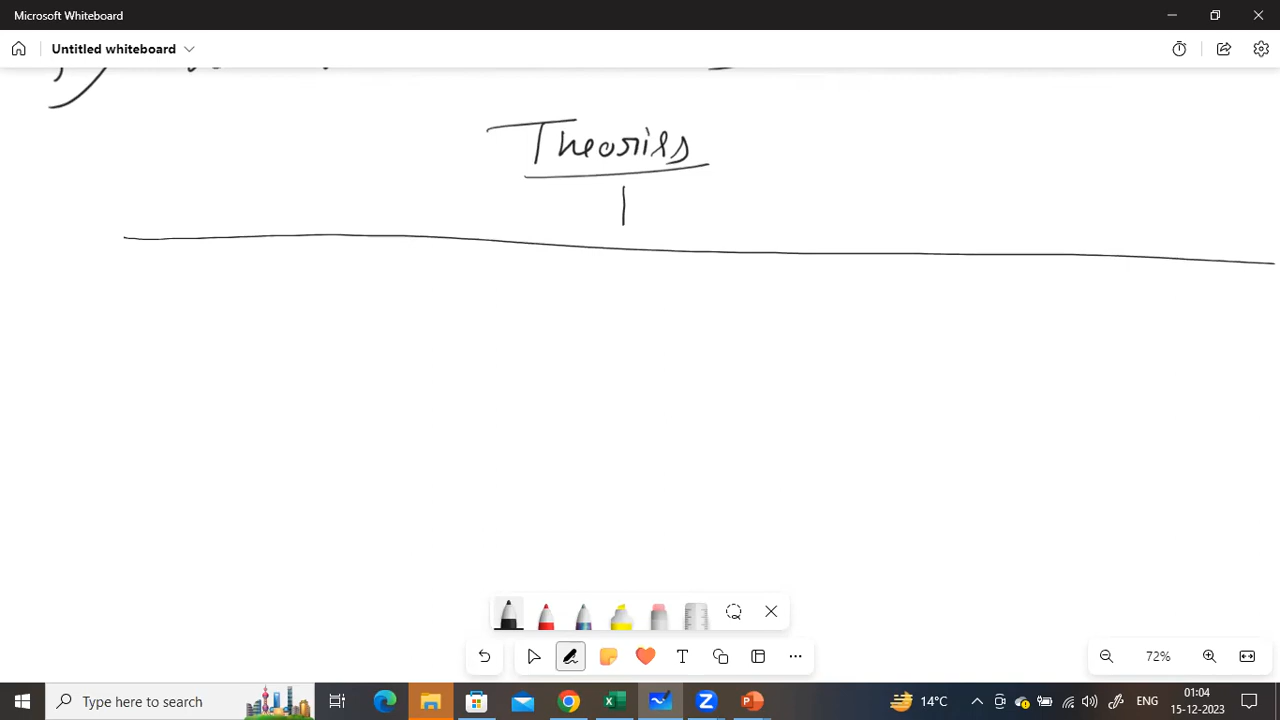 Microsoft Whiteboard
Untitled whiteboard
Theories
72%
Type here to search
14°C
ENG
01:04
15-12-2023